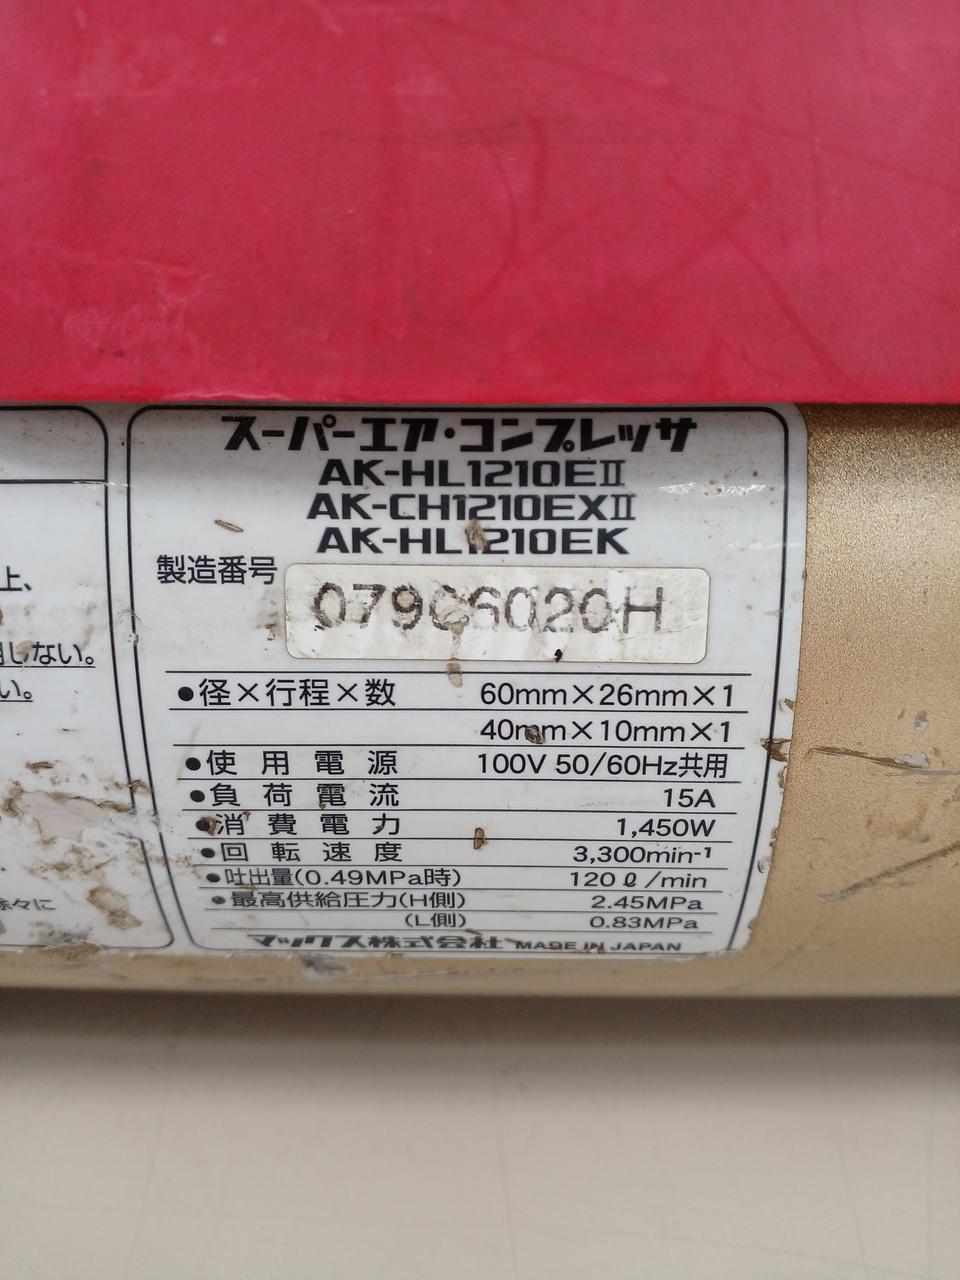 スーパーエア・コンプレッサ
AK-HL1210EⅡ
AK-CH1210EXⅡ
AK-HL1210EK
製造番号 07906020H
●径×行程×数 60mm×26mm×1
40mm×10mm×1
●使用電源 100V 50/60Hz共用
●負荷電流 15A
●消費電力 1,450W
●回転速度 3,300min-¹
●吐出量(0.49MPa時) 120ℓ/min
●最高供給圧力(H側) 2.45MPa
(L側) 0.83MPa
マックス株式会社 MADE IN JAPAN
上、
しない。
い。
徐々に